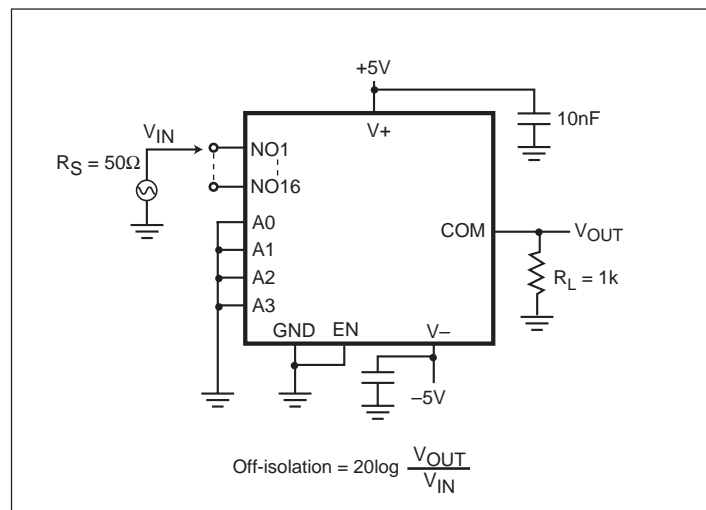 +5V
10nF
V+
VIN
RS = 50Ω
NO1
NO16
A0
COM
VOUT
A1
A2
RL = 1k
A3
GND
EN
V–
–5V
Off-isolation = 20log VOUT
VIN